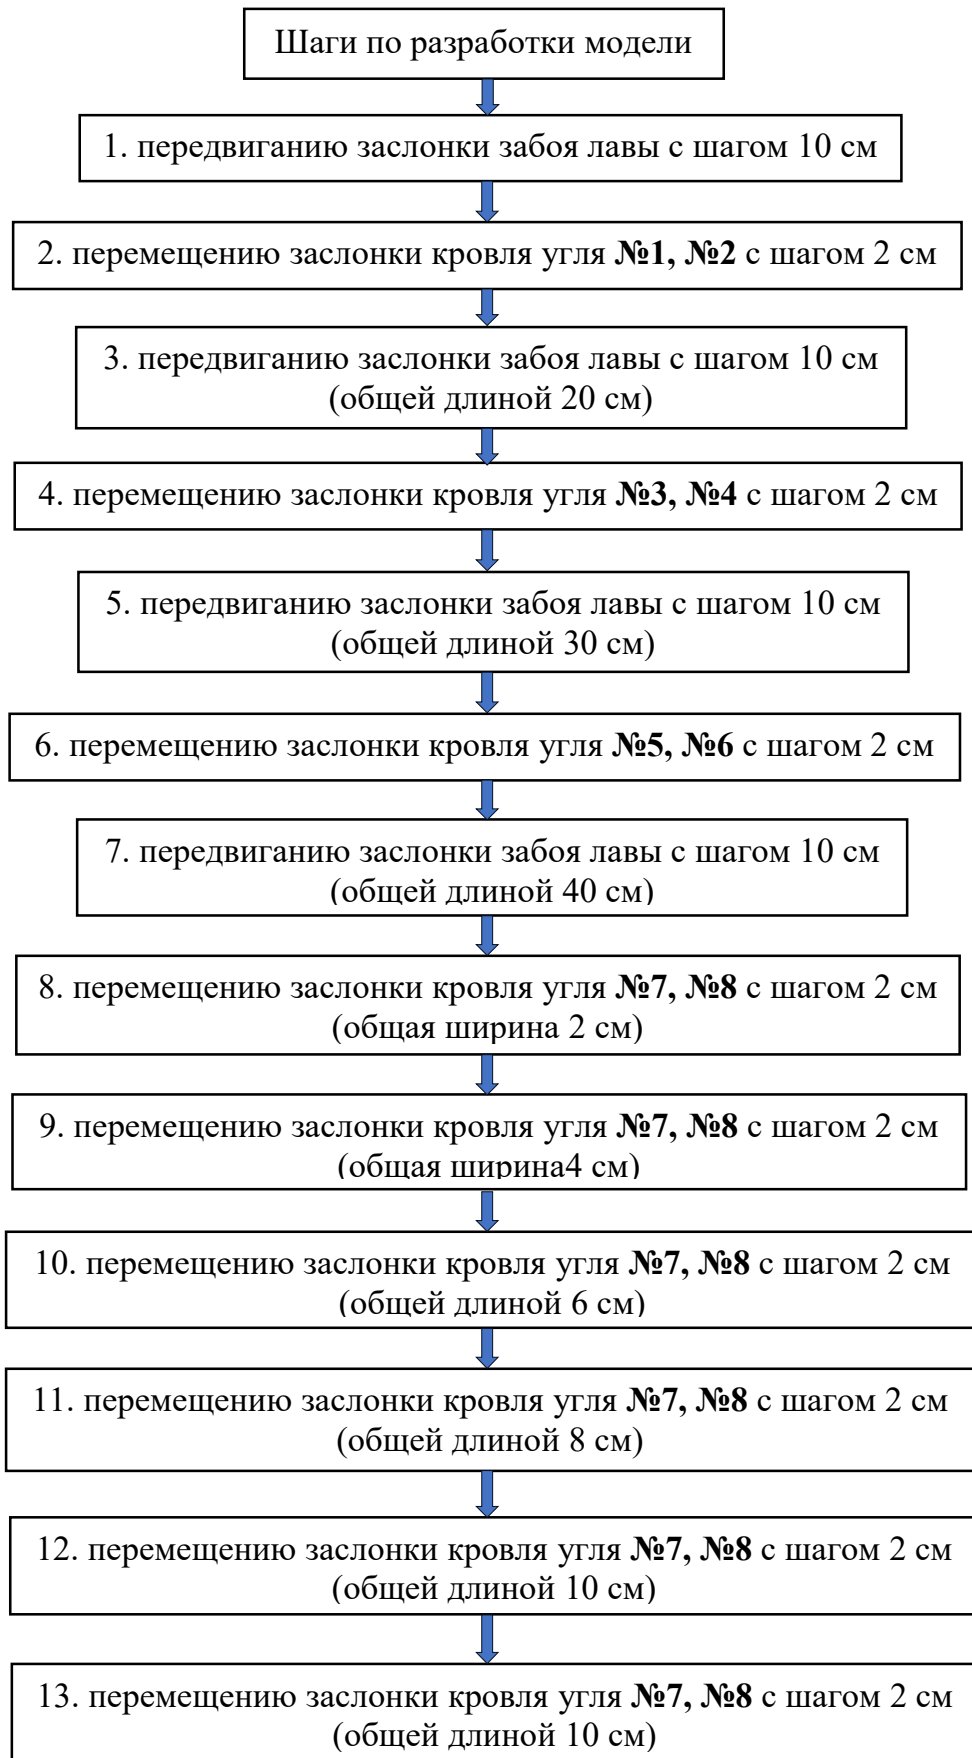 Шаги по разработки модели
1. передвиганию заслонки забоя лавы с шагом 10 см
2. перемещению заслонки кровля угля №1, №2 с шагом 2 см
3. передвиганию заслонки забоя лавы с шагом 10 см
(общей длиной 20 см)
4. перемещению заслонки кровля угля №3, №4 с шагом 2 см
5. передвиганию заслонки забоя лавы с шагом 10 см
(общей длиной 30 см)
6. перемещению заслонки кровля угля №5, №6 с шагом 2 см
7. передвиганию заслонки забоя лавы с шагом 10 см
(общей длиной 40 см)
8. перемещению заслонки кровля угля №7, №8 с шагом 2 см
(общая ширина 2 см)
9. перемещению заслонки кровля угля №7, №8 с шагом 2 см
(общая ширина4 см)
10. перемещению заслонки кровля угля №7, №8 с шагом 2 см
(общей длиной 6 см)
11. перемещению заслонки кровля угля №7, №8 с шагом 2 см
(общей длиной 8 см)
12. перемещению заслонки кровля угля №7, №8 с шагом 2 см
(общей длиной 10 см)
13. перемещению заслонки кровля угля №7, №8 с шагом 2 см
(общей длиной 10 см)